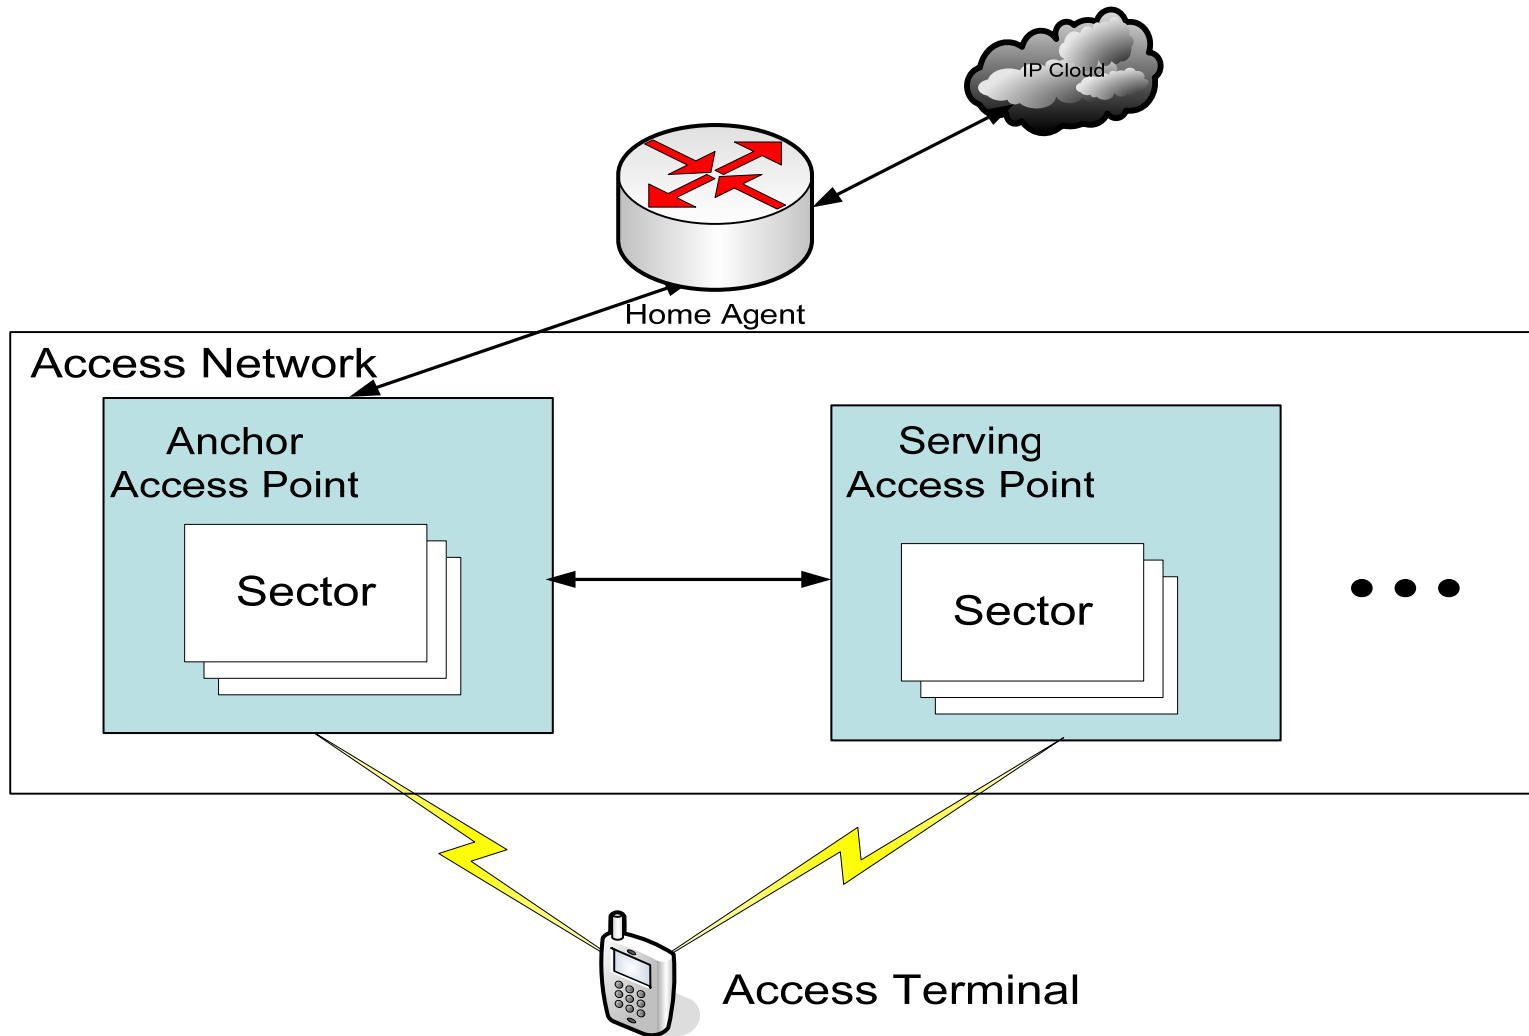 IP Cloud
Home Agent
Access Network
Anchor
Access Point
Sector
Serving
Access Point
Sector
Access Terminal